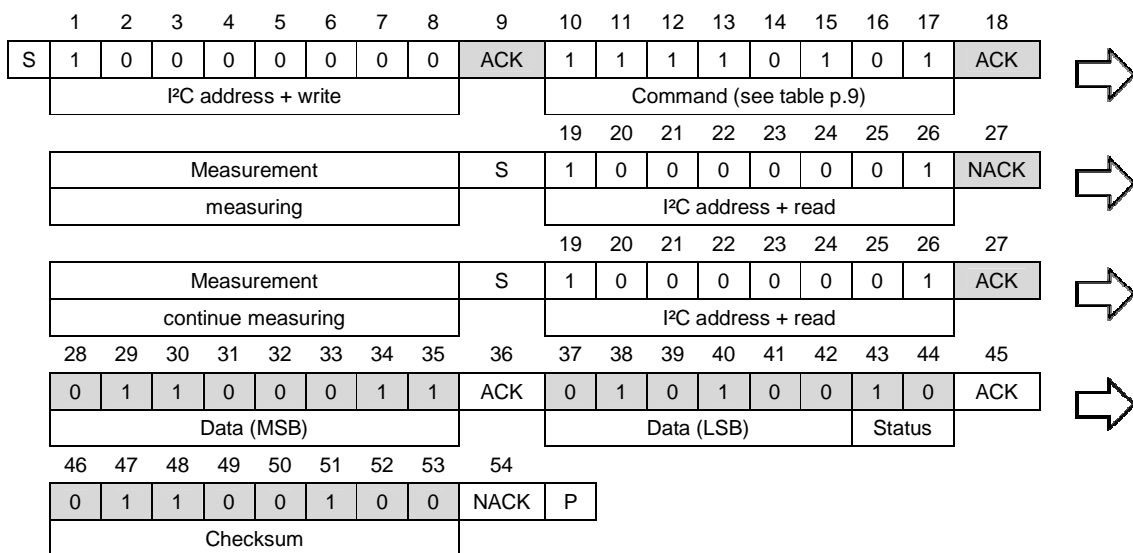 1 2 3 4 5 6 7 8 9 10 11 12 13 14 15 16 17 18
S 1 0 0 0 0 0 0 0 ACK 1 1 1 1 0 1 0 1 ACK
I²C address + write Command (see table p.9)
19 20 21 22 23 24 25 26 27
Measurement S 1 0 0 0 0 0 0 1 NACK
measuring I²C address + read
19 20 21 22 23 24 25 26 27
Measurement S 1 0 0 0 0 0 0 1 ACK
continue measuring I²C address + read
28 29 30 31 32 33 34 35 36 37 38 39 40 41 42 43 44 45
0 1 1 0 0 0 1 1 ACK 0 1 0 1 0 0 1 0 ACK
Data (MSB) Data (LSB) Status
46 47 48 49 50 51 52 53 54
0 1 1 0 0 1 0 0 NACK P
Checksum